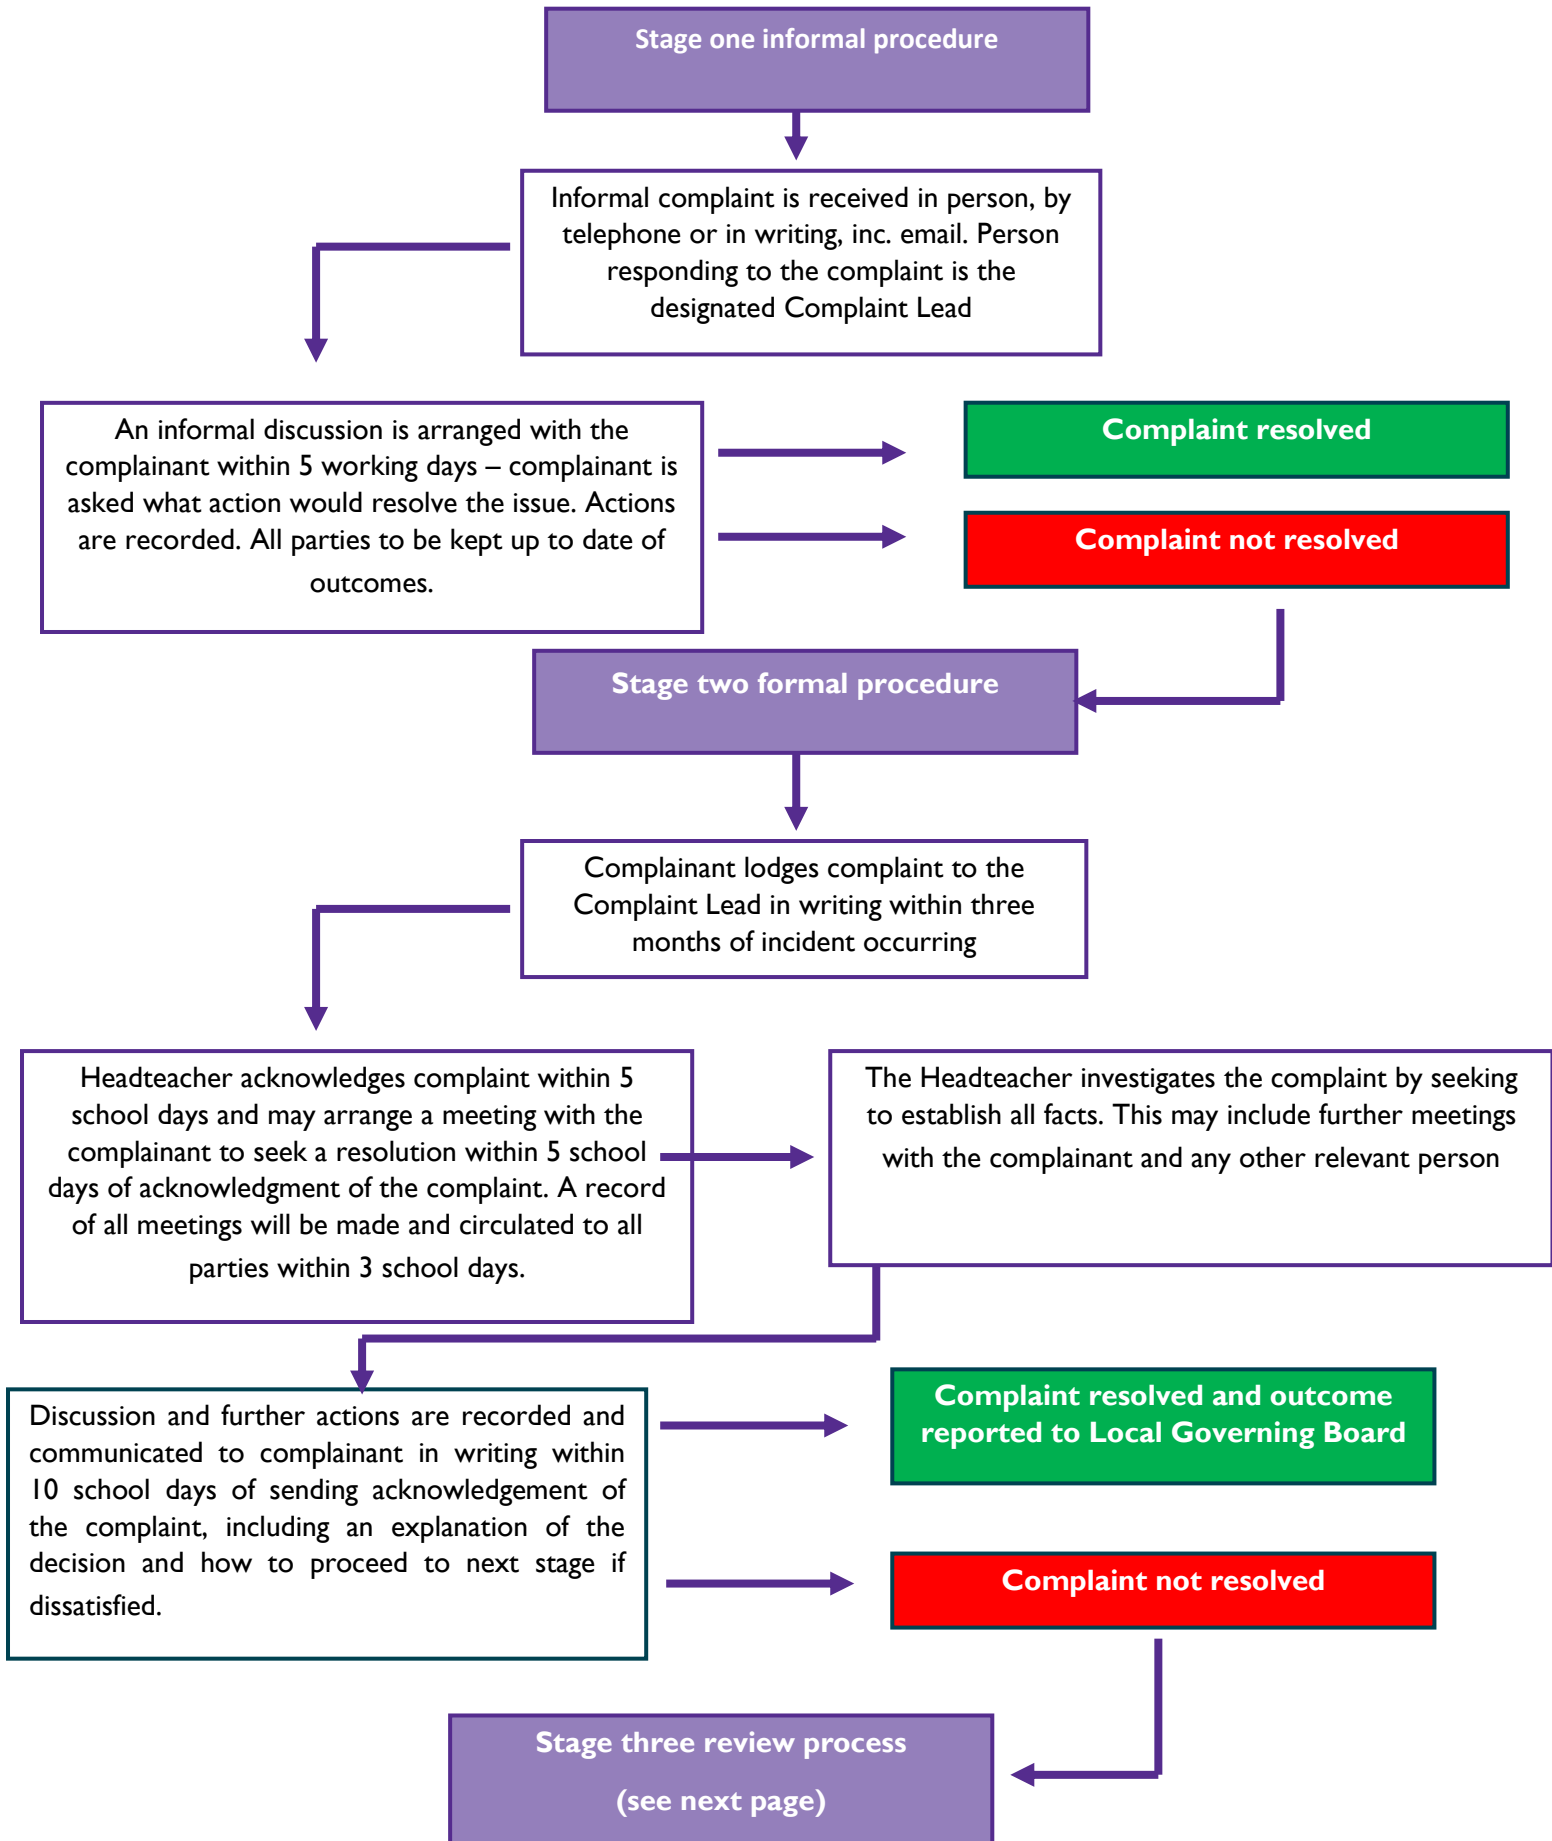 Stage one informal procedure
Informal complaint is received in person, by
telephone or in writing, inc. email. Person
responding to the complaint is the
designated Complaint Lead
An informal discussion is arranged with the
complainant within 5 working days – complainant is
asked what action would resolve the issue. Actions
are recorded. All parties to be kept up to date of
outcomes.
Complaint resolved
Complaint not resolved
Stage two formal procedure
Complainant lodges complaint to the
Complaint Lead in writing within three
months of incident occurring
Headteacher acknowledges complaint within 5
school days and may arrange a meeting with the
complainant to seek a resolution within 5 school
days of acknowledgment of the complaint. A record
of all meetings will be made and circulated to all
parties within 3 school days.
The Headteacher investigates the complaint by seeking
to establish all facts. This may include further meetings
with the complainant and any other relevant person
Discussion and further actions are recorded and
communicated to complainant in writing within
10 school days of sending acknowledgement of
the complaint, including an explanation of the
decision and how to proceed to next stage if
dissatisfied.
Complaint resolved and outcome
reported to Local Governing Board
Complaint not resolved
Stage three review process
(see next page)